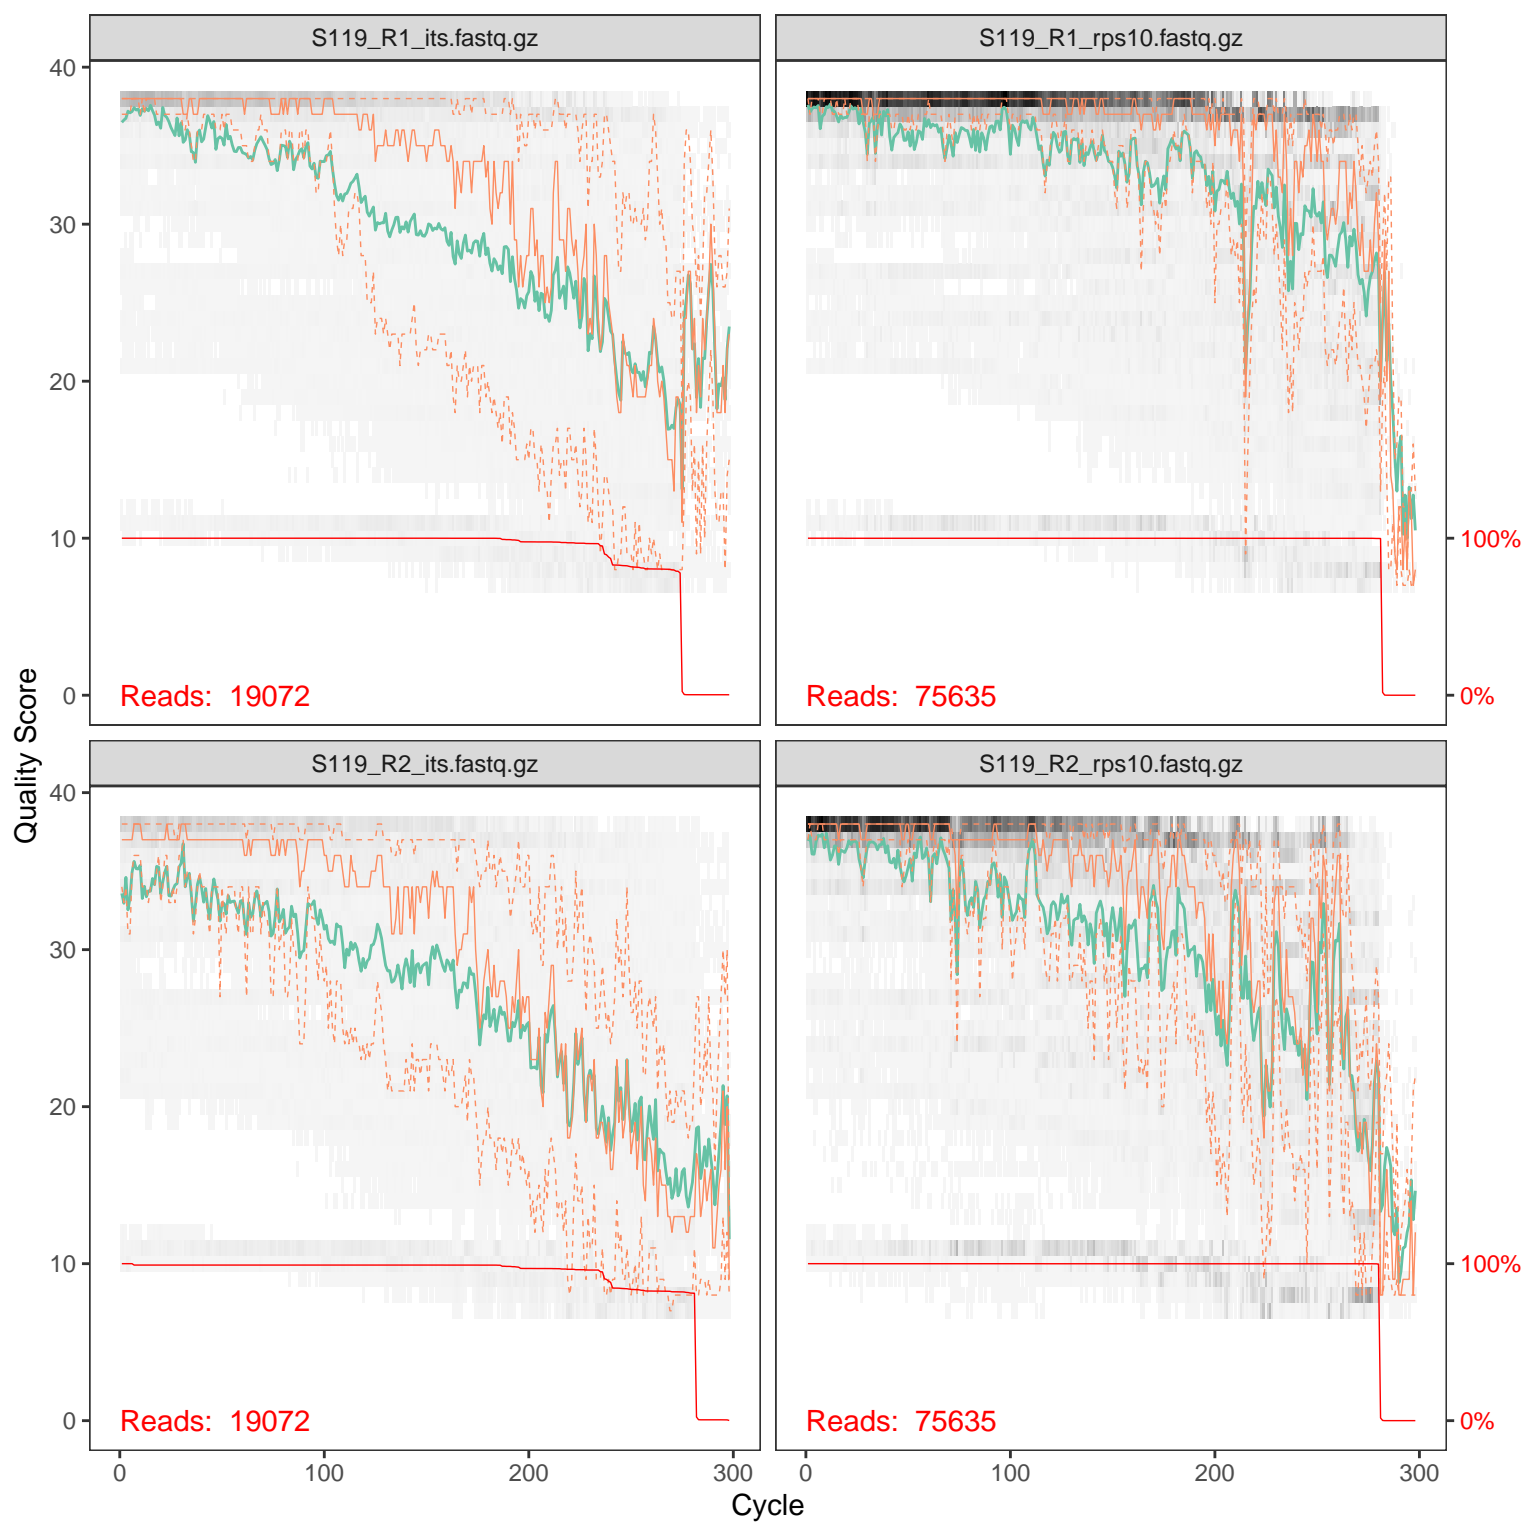 S119_R1_its.fastq.gz
S119_R1_rps10.fastq.gz
40
30
20
10
0
Reads: 19072
Reads: 75635
100%
0%
Quality Score
S119_R2_its.fastq.gz
S119_R2_rps10.fastq.gz
40
30
20
10
0
Reads: 19072
Reads: 75635
100%
0%
0 100 200 300
0 100 200 300
Cycle